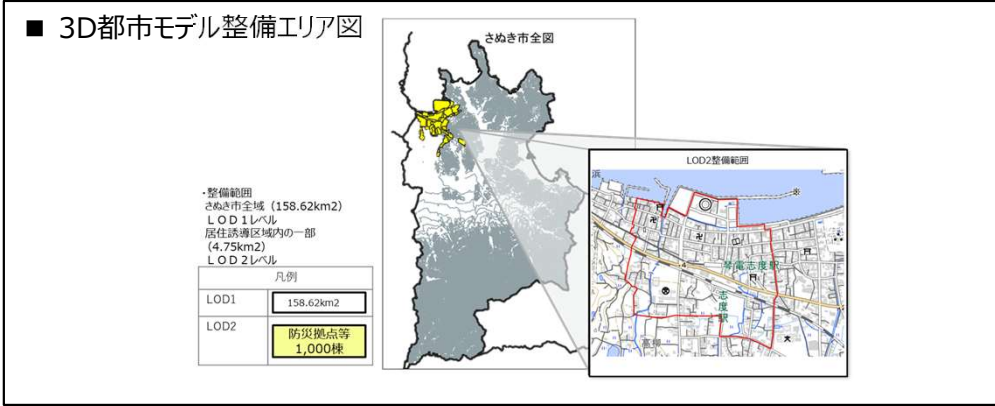 ■ 3D都市モデル整備エリア図
さぬき市全図
・整備範囲
さぬき市全域（158.62km2）
ＬＯＤ１レベル
居住誘導区域内の一部
（4.75km2）
ＬＯＤ２レベル
凡例
LOD1
158.62km2
LOD2
防災拠点等
1,000棟
LOD2整備範囲
浜
琴電志度駅
志度駅